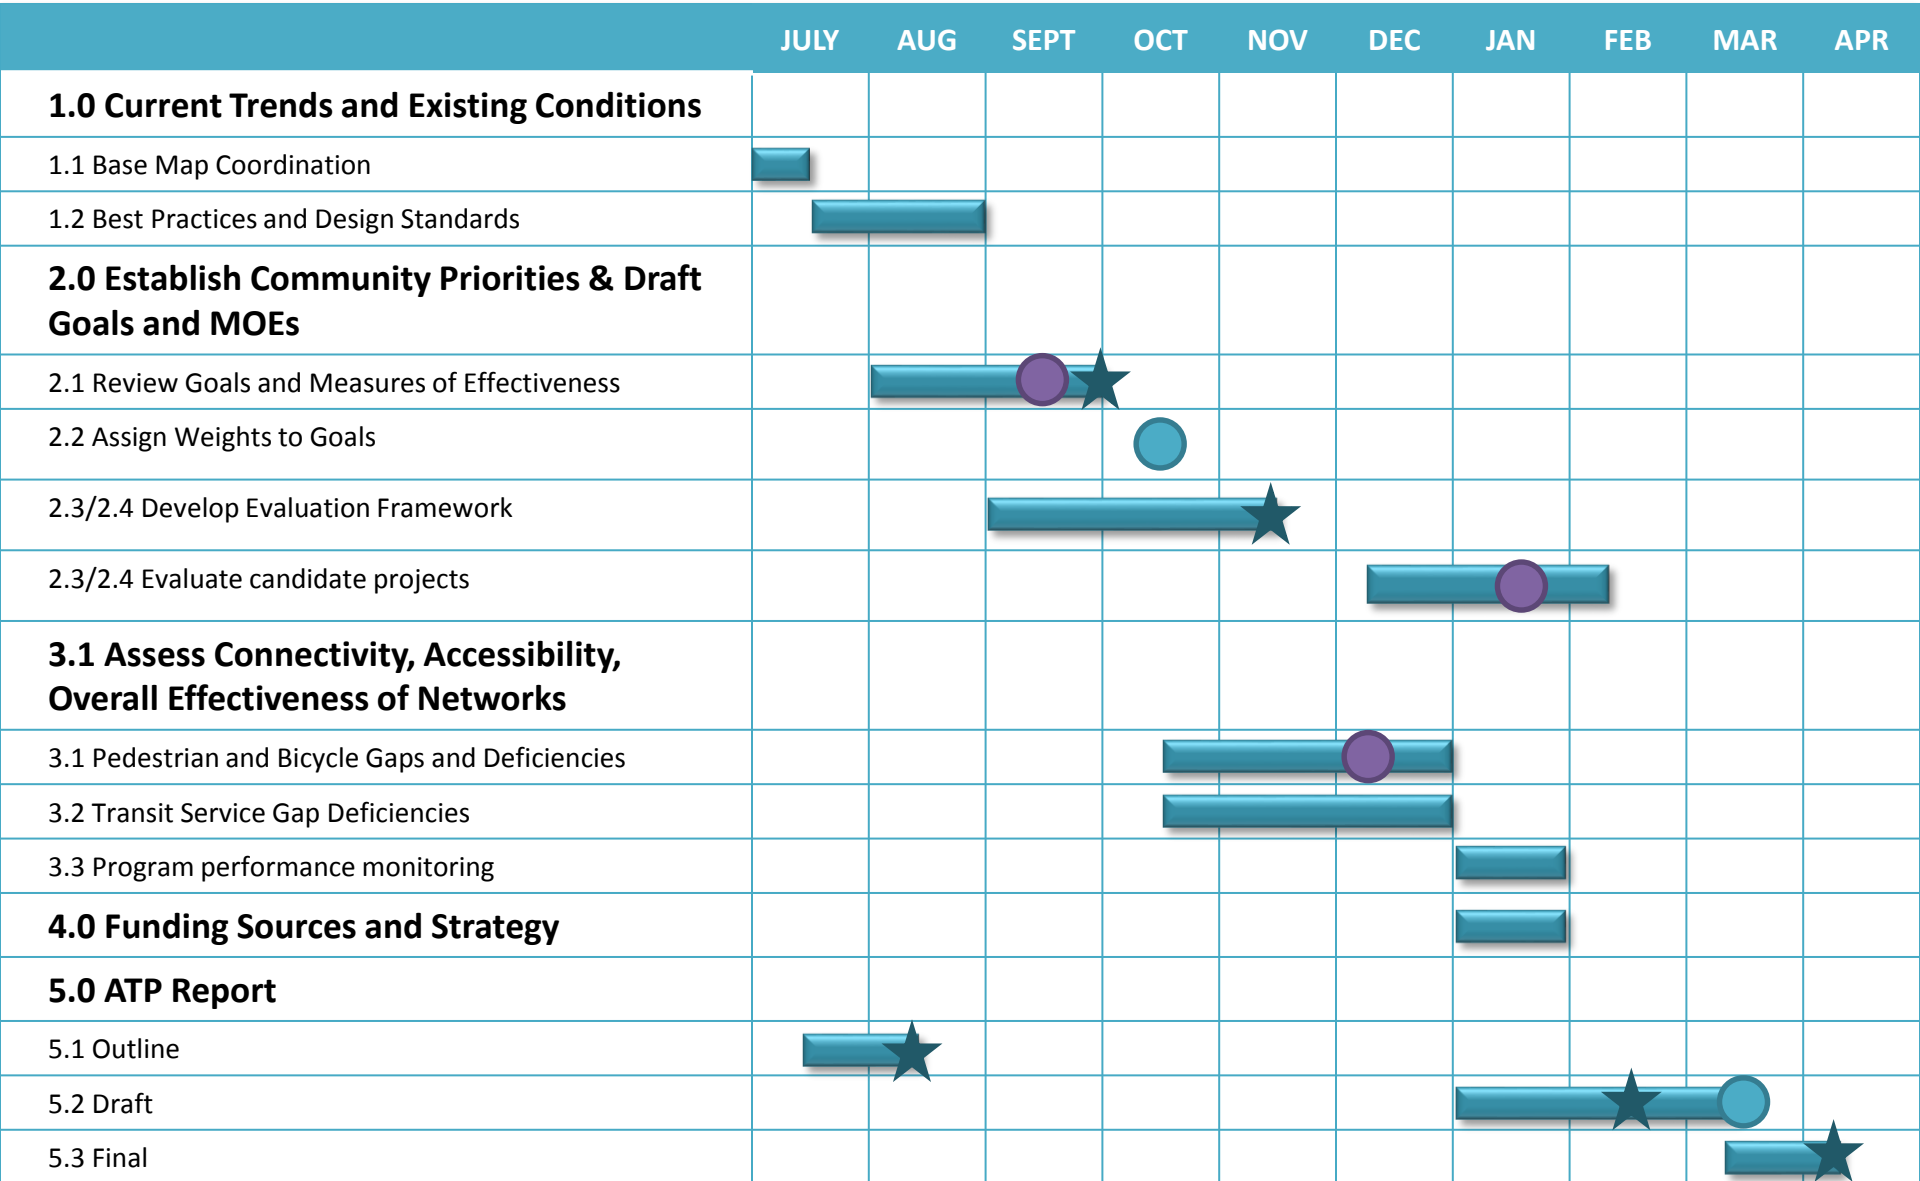 JULY AUG SEPT OCT NOV DEC JAN FEB MAR APR
1.0 Current Trends and Existing Conditions
1.1 Base Map Coordination
1.2 Best Practices and Design Standards
2.0 Establish Community Priorities & Draft
Goals and MOEs
2.1 Review Goals and Measures of Effectiveness
2.2 Assign Weights to Goals
2.3/2.4 Develop Evaluation Framework
2.3/2.4 Evaluate candidate projects
3.1 Assess Connectivity, Accessibility,
Overall Effectiveness of Networks
3.1 Pedestrian and Bicycle Gaps and Deficiencies
3.2 Transit Service Gap Deficiencies
3.3 Program performance monitoring
4.0 Funding Sources and Strategy
5.0 ATP Report
5.1 Outline
5.2 Draft
5.3 Final